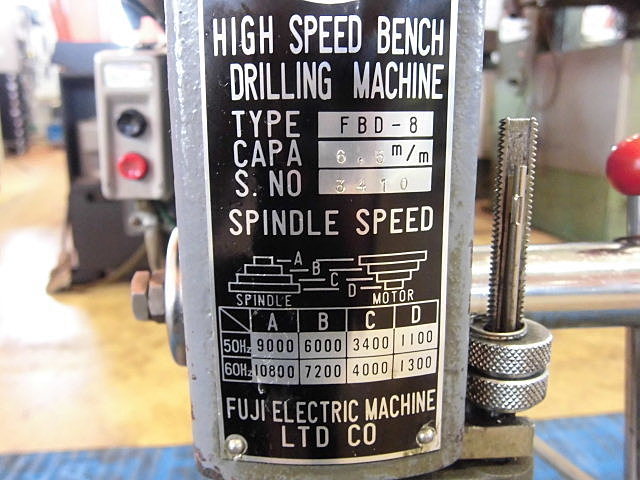 HIGH SPEED BENCH
DRILLING MACHINE
TYPE FBD-8
CAPA 6.5 m/m
S. NO 3410
SPINDLE SPEED
A
B
C
D
SPINDLE MOTOR
A B C D
50Hz 9000 6000 3400 1100
60Hz 10800 7200 4000 1300
FUJI ELECTRIC MACHINE
LTD CO